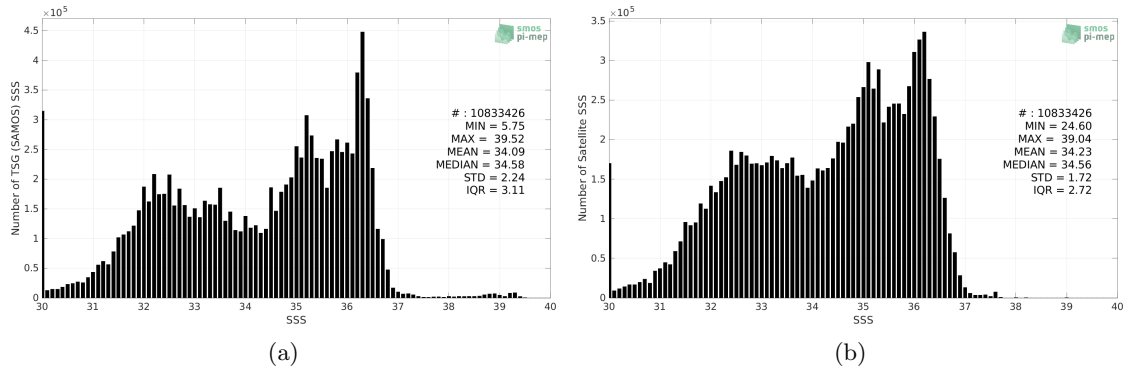 ×10^5
4.5
4
3.5
3
2.5
2
1.5
1
0.5
0
30 31 32 33 34 35 36 37 38 39 40
SSS
Number of TSG (SAMOS) SSS
smos
pi-mep
# : 10833426
MIN = 5.75
MAX = 39.52
MEAN = 34.09
MEDIAN = 34.58
STD = 2.24
IQR = 3.11
(a)
×10^5
3.5
3
2.5
2
1.5
1
0.5
0
30 31 32 33 34 35 36 37 38 39 40
SSS
Number of Satellite SSS
smos
pi-mep
# : 10833426
MIN = 24.60
MAX = 39.04
MEAN = 34.23
MEDIAN = 34.56
STD = 1.72
IQR = 2.72
(b)